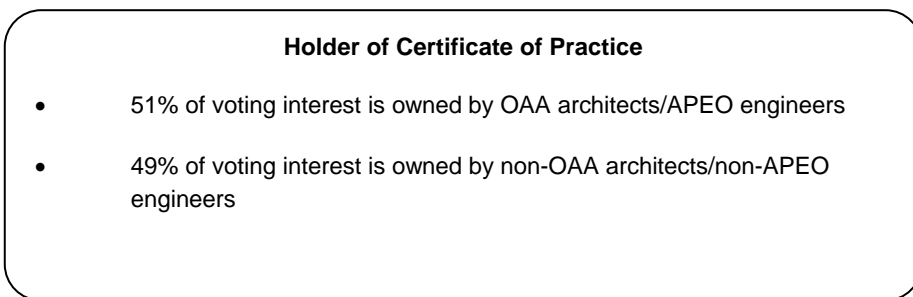 Holder of Certificate of Practice
• 51% of voting interest is owned by OAA architects/APEO engineers
• 49% of voting interest is owned by non-OAA architects/non-APEO
engineers